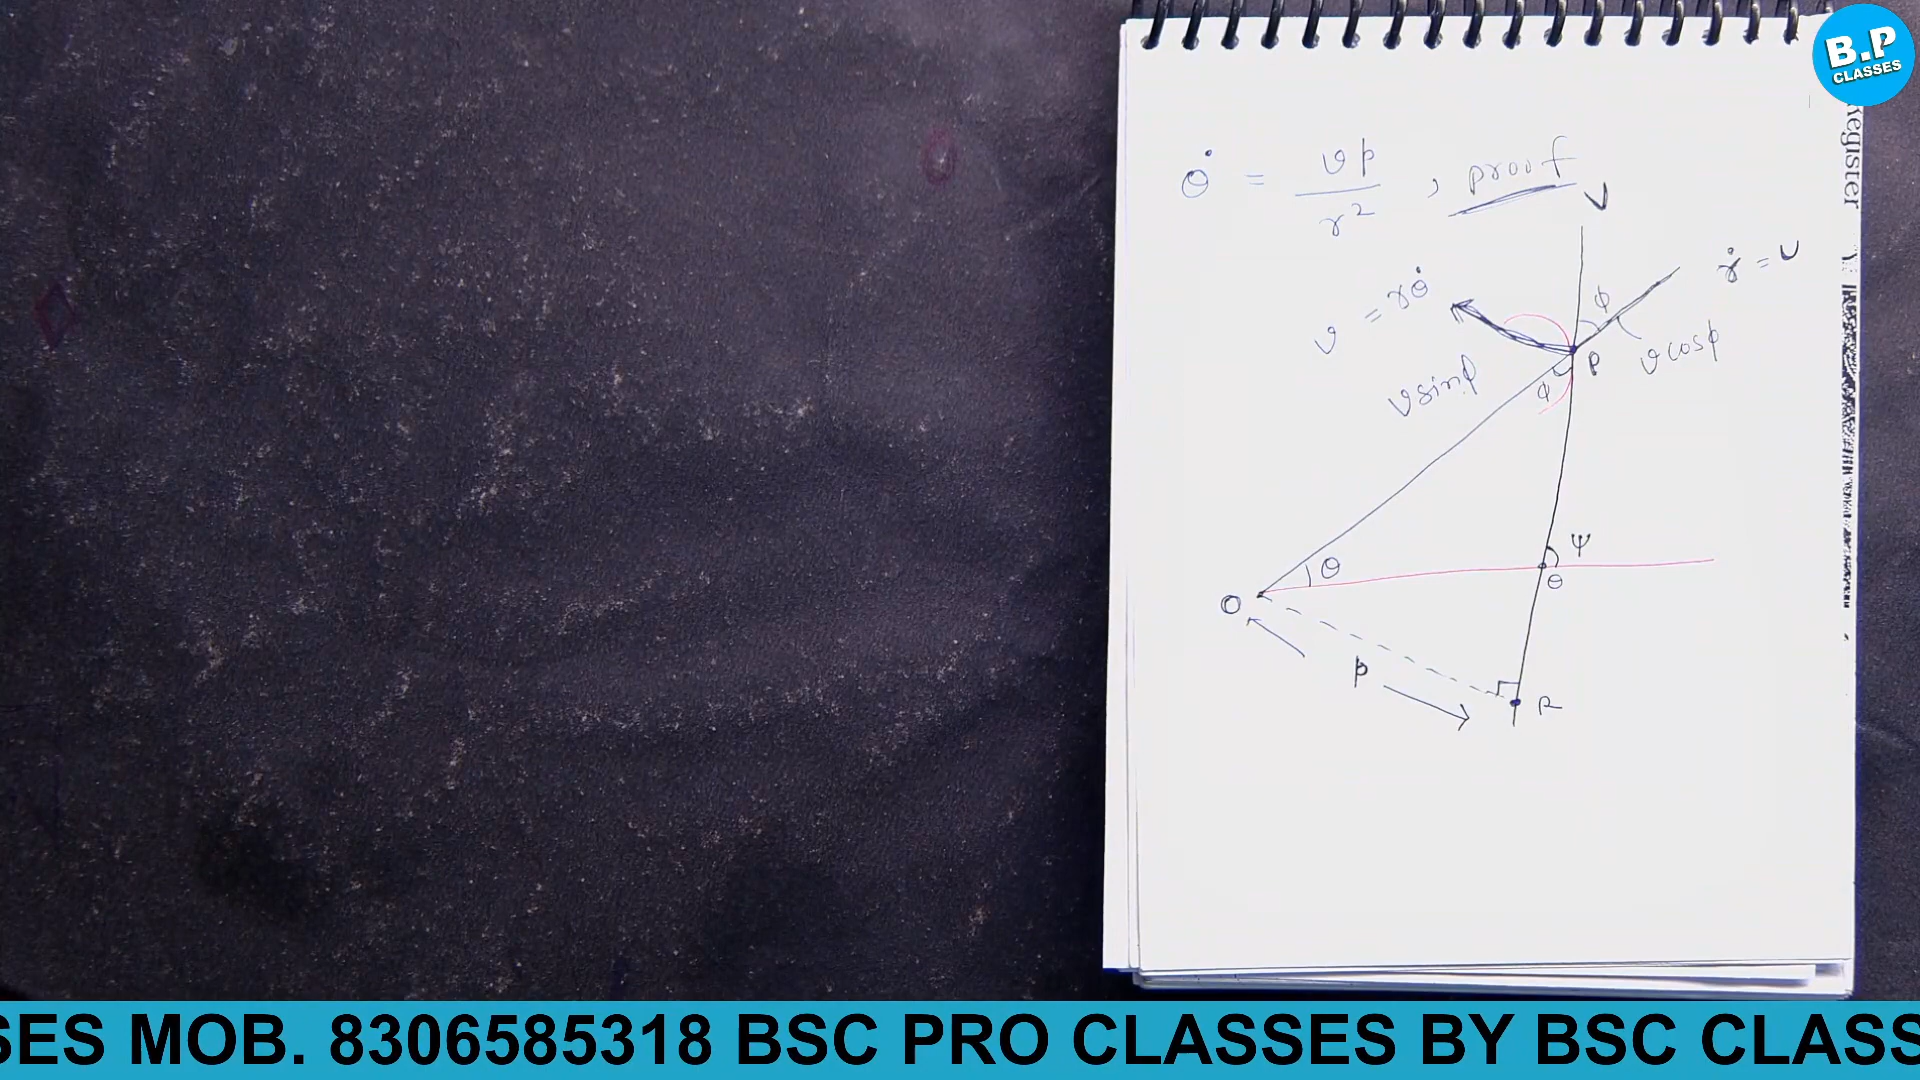 B.P
CLASSES
Register
θ̇ = vp / r² , proof
v
ṙ = u
v = rθ̇
φ
v cosφ
P
v sinφ
φ
ψ
θ
θ
O
p
R
SES MOB. 8306585318 BSC PRO CLASSES BY BSC CLASS